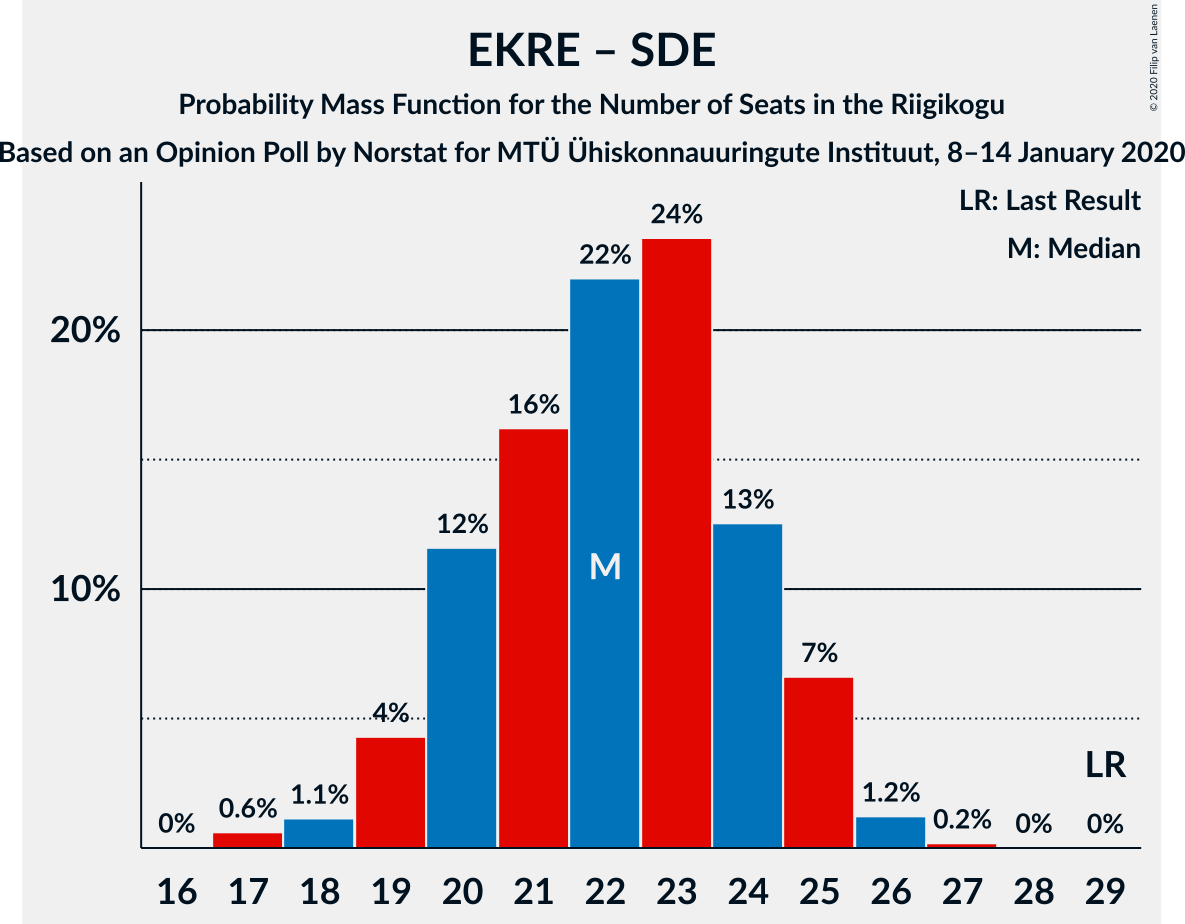 EKRE – SDE
Probability Mass Function for the Number of Seats in the Riigikogu
Based on an Opinion Poll by Norstat for MTÜ Ühiskonnauuringute Instituut, 8–14 January 2020
© 2020 Filip van Laenen
LR: Last Result
M: Median
24%
22%
20%
16%
13%
12%
M
10%
7%
4%
LR
0% 0.6% 1.1% 1.2% 0.2% 0% 0%
16 17 18 19 20 21 22 23 24 25 26 27 28 29